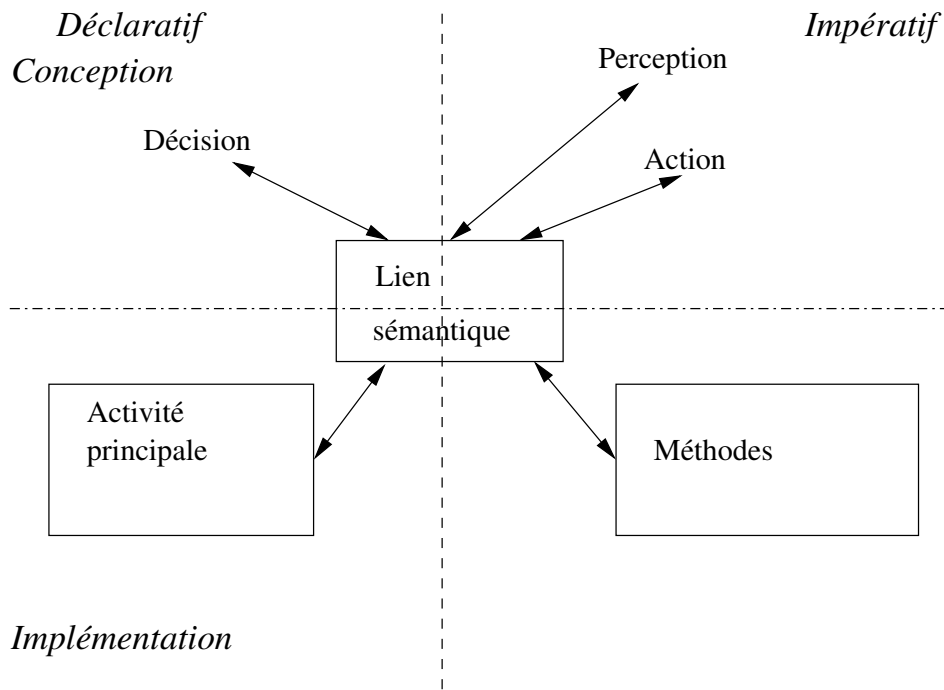 Déclaratif
Impératif
Conception
Perception
Décision
Action
Lien
sémantique
Activité
principale
Méthodes
Implémentation